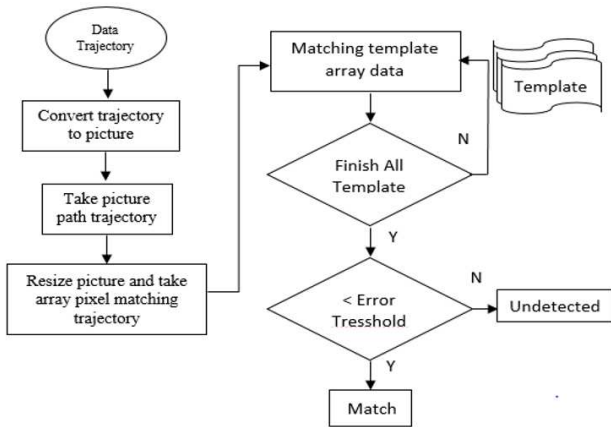 Data
Trajectory
Convert trajectory
to picture
Take picture
path trajectory
Resize picture and take
array pixel matching
trajectory
Matching template
array data
Template
N
Finish All
Template
Y
< Error
Tresshold
N
Undetected
Y
Match